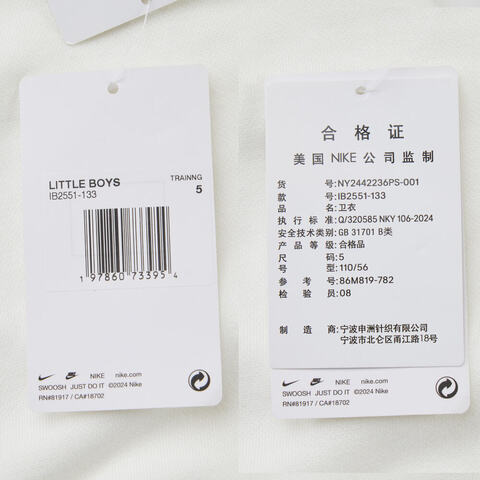 LITTLE BOYS
IB2551-133
TRAINNG
5
1 97860 73395 4
NIKE nike.com
SWOOSH JUST DO IT ©2024 Nike
RN#81917 / CA#18702
合格证
美国NIKE公司监制
货号:NY2442236PS-001
款号:IB2551-133
品名:卫衣
执行标准:Q/320585 NKY 106-2024
安全技术类别:GB 31701 B类
产品等级:合格品
尺码:5
号型:110/56
参考号:86M819-782
检验员:08
制造商:宁波申洲针织有限公司
宁波市北仑区甬江路18号
NIKE nike.com
SWOOSH JUST DO IT ©2024 Nike
RN#81917 / CA#18702